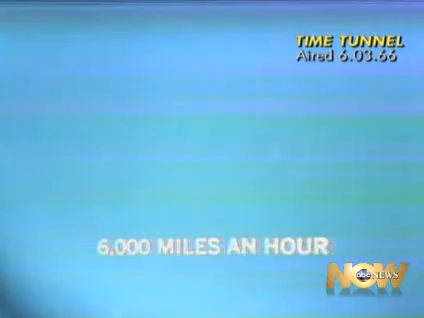 TIME TUNNEL
Aired 6.03.66
6,000 MILES AN HOUR
NOW
abc NEWS